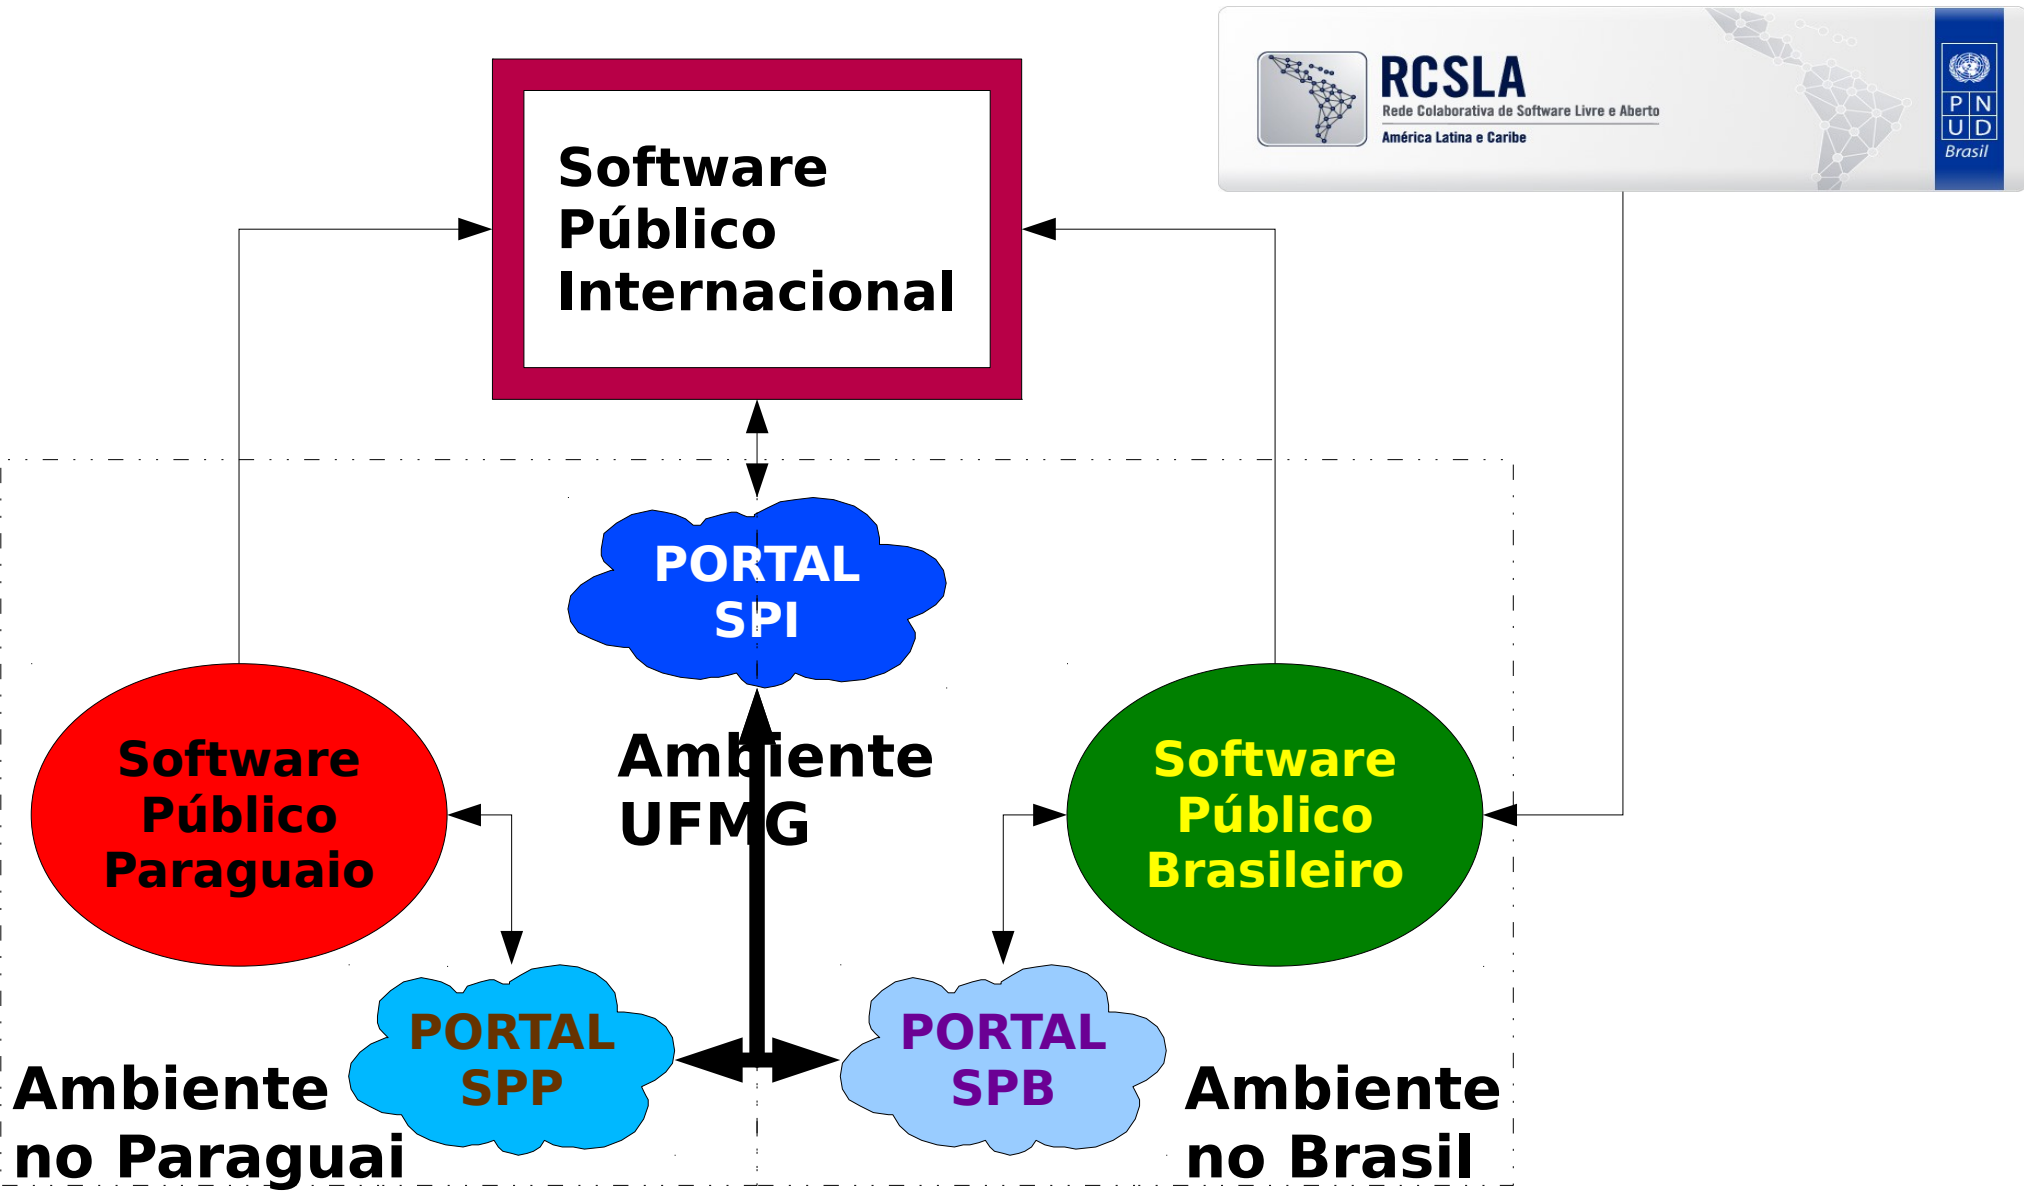 RCSLA
Rede Colaborativa de Software Livre e Aberto
América Latina e Caribe
P N
U D
Brasil
Software
Público
Internacional
PORTAL
SPI
Ambiente
UFMG
Software
Público
Paraguaio
Software
Público
Brasileiro
PORTAL
SPP
PORTAL
SPB
Ambiente
no Paraguai
Ambiente
no Brasil